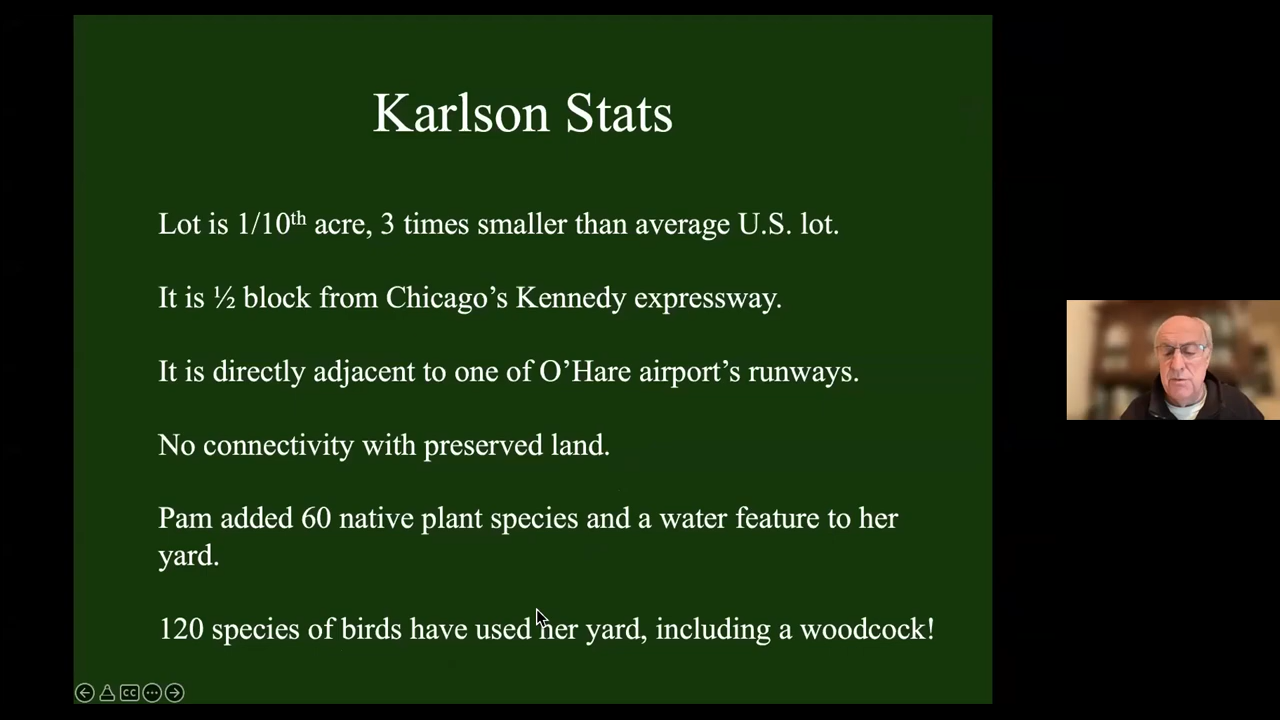 Karlson Stats
Lot is 1/10th acre, 3 times smaller than average U.S. lot.
It is ½ block from Chicago’s Kennedy expressway.
It is directly adjacent to one of O’Hare airport’s runways.
No connectivity with preserved land.
Pam added 60 native plant species and a water feature to her
yard.
120 species of birds have used her yard, including a woodcock!
CC